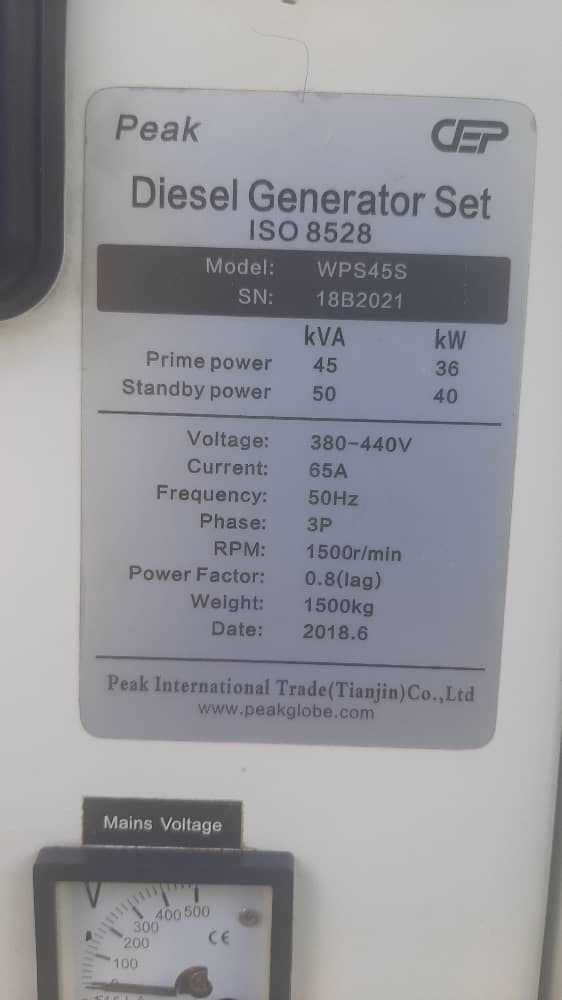 Peak
CEP
Diesel Generator Set
ISO 8528
Model: WPS45S
SN: 18B2021
kVA kW
Prime power 45 36
Standby power 50 40
Voltage: 380-440V
Current: 65A
Frequency: 50Hz
Phase: 3P
RPM: 1500r/min
Power Factor: 0.8(lag)
Weight: 1500kg
Date: 2018.6
Peak International Trade(Tianjin)Co.,Ltd
www.peakglobe.com
Mains Voltage
V
400 500
300
200
CE
100
0